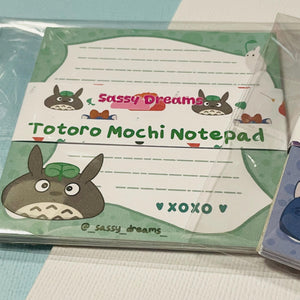 Sassy Dreams
Totoro Mochi Notepad
♥ XOXO ♥
@_sassy_dreams_